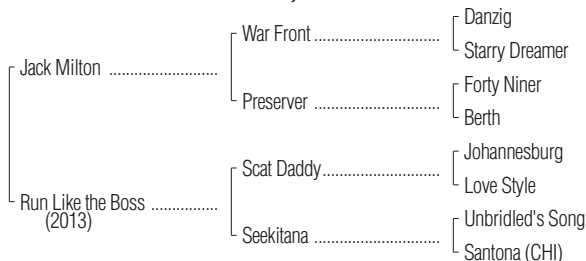 Danzig
War Front ..................
Starry Dreamer
Jack Milton ....................
Forty Niner
Preserver ..................
Berth
Johannesburg
Scat Daddy..................
Love Style
Run Like the Boss ...............
(2013)
Unbridled's Song
Seekitana ..................
Santona (CHI)